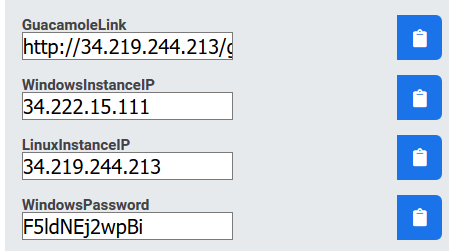 GuacamoleLink
http://34.219.244.213/g
WindowsInstanceIP
34.222.15.111
LinuxInstanceIP
34.219.244.213
WindowsPassword
F5ldNEj2wpBi